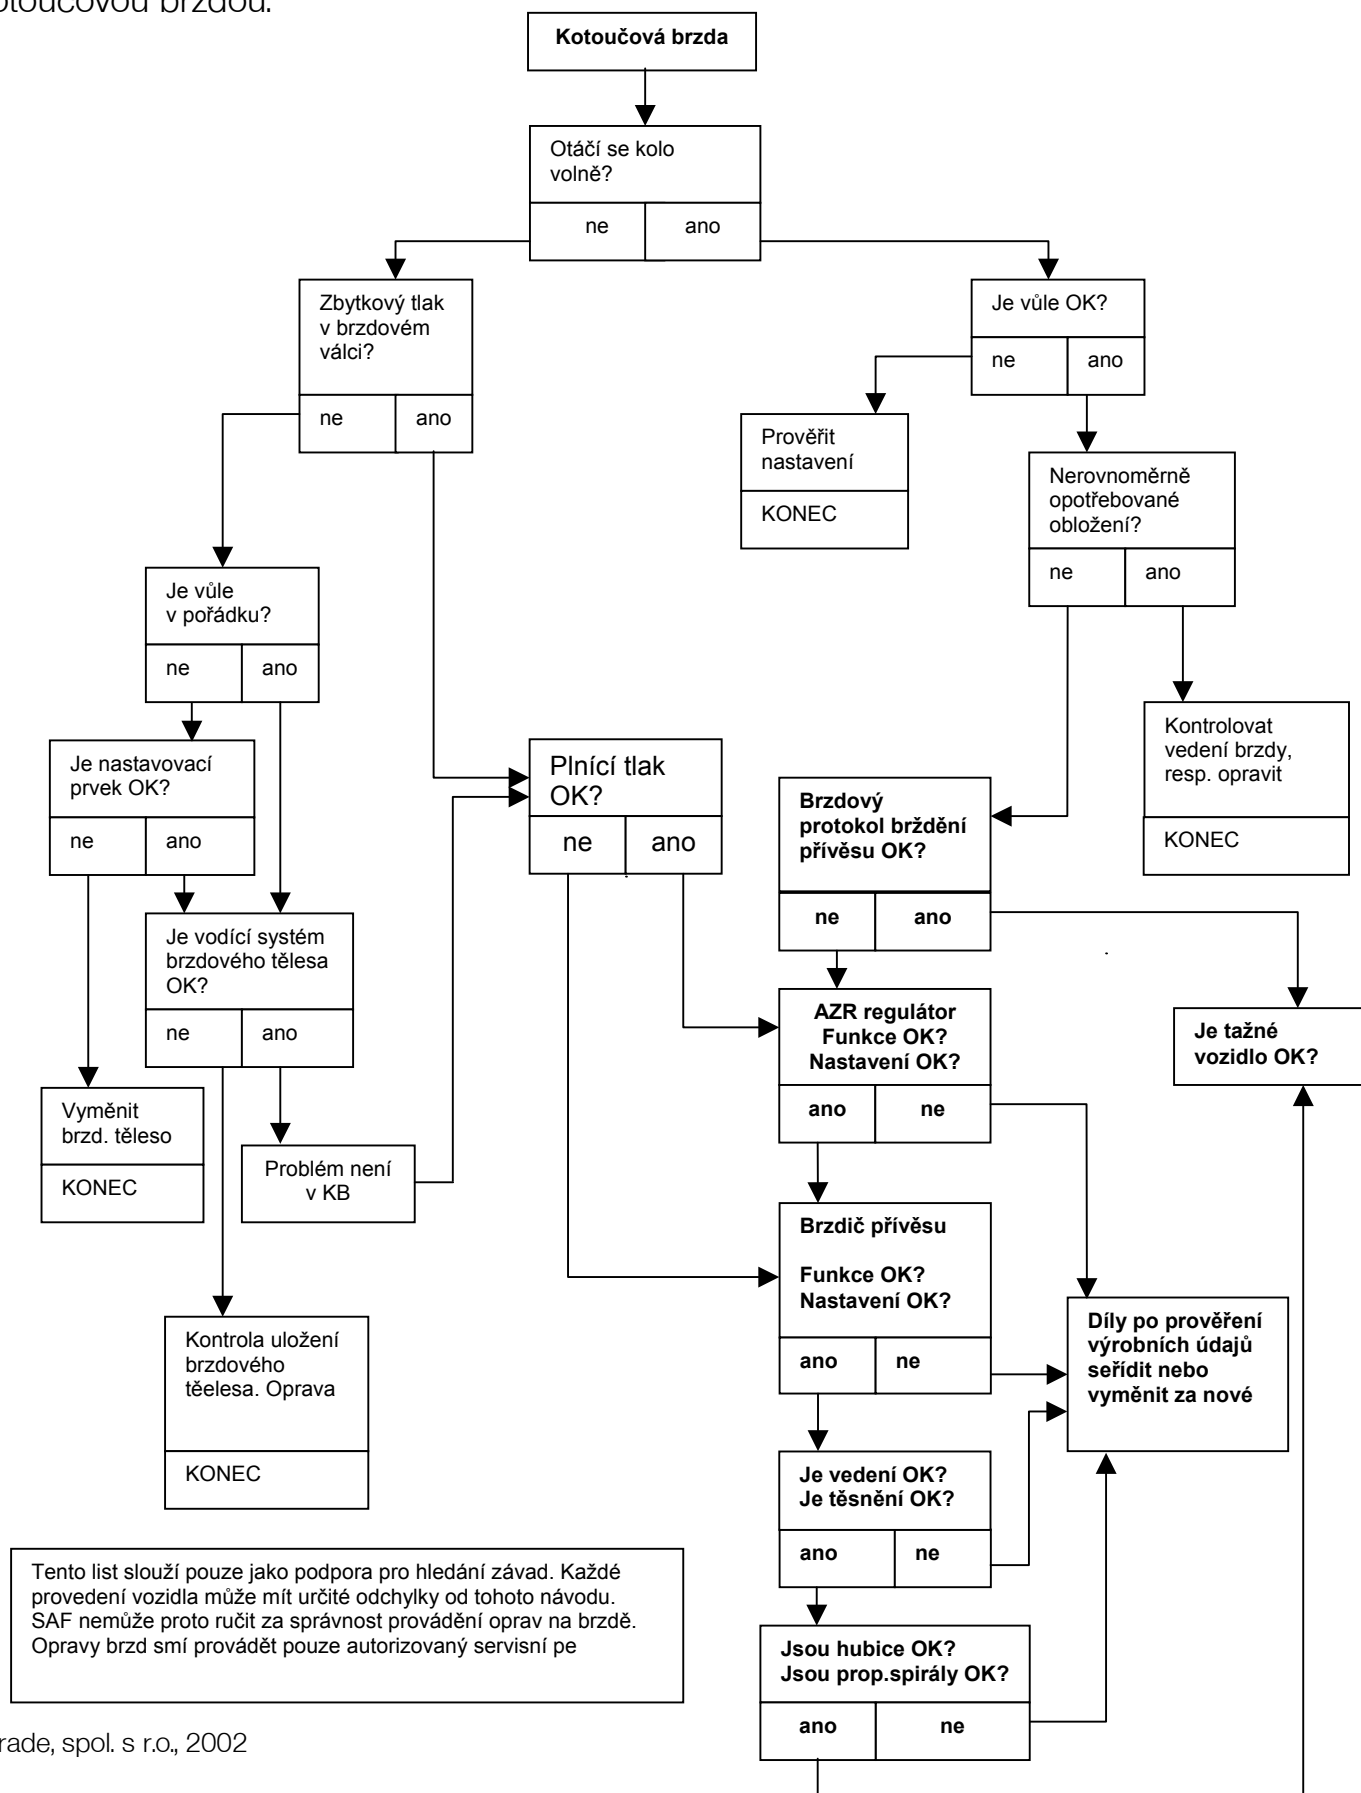 otoučovou brzdou.
Kotoučová brzda
Otáčí se kolo
volně?
ne
ano
Zbytkový tlak
v brzdovém
válci?
ne
ano
Je vůle OK?
ne
ano
Prověřit
nastavení
KONEC
Nerovnoměrně
opotřebované
obložení?
ne
ano
Je vůle
v pořádku?
ne
ano
Kontrolovat
vedení brzdy,
resp. opravit
KONEC
Je nastavovací
prvek OK?
ne
ano
Plnící tlak
OK?
ne
ano
Brzdový
protokol brždění
přívěsu OK?
ne
ano
Je vodící systém
brzdového tělesa
OK?
ne
ano
AZR regulátor
Funkce OK?
Nastavení OK?
ano
ne
Je tažné
vozidlo OK?
Vyměnit
brzd. těleso
KONEC
Problém není
v KB
Brzdič přívěsu
Funkce OK?
Nastavení OK?
ano
ne
Díly po prověření
výrobních údajů
seřídit nebo
vyměnit za nové
Kontrola uložení
brzdového
těelesa. Oprava
KONEC
Je vedení OK?
Je těsnění OK?
ano
ne
Tento list slouží pouze jako podpora pro hledání závad. Každé
provedení vozidla může mít určité odchylky od tohoto návodu.
SAF nemůže proto ručit za správnost provádění oprav na brzdě.
Opravy brzd smí provádět pouze autorizovaný servisní pe
Jsou hubice OK?
Jsou prop.spirály OK?
ano
ne
rade, spol. s r.o., 2002